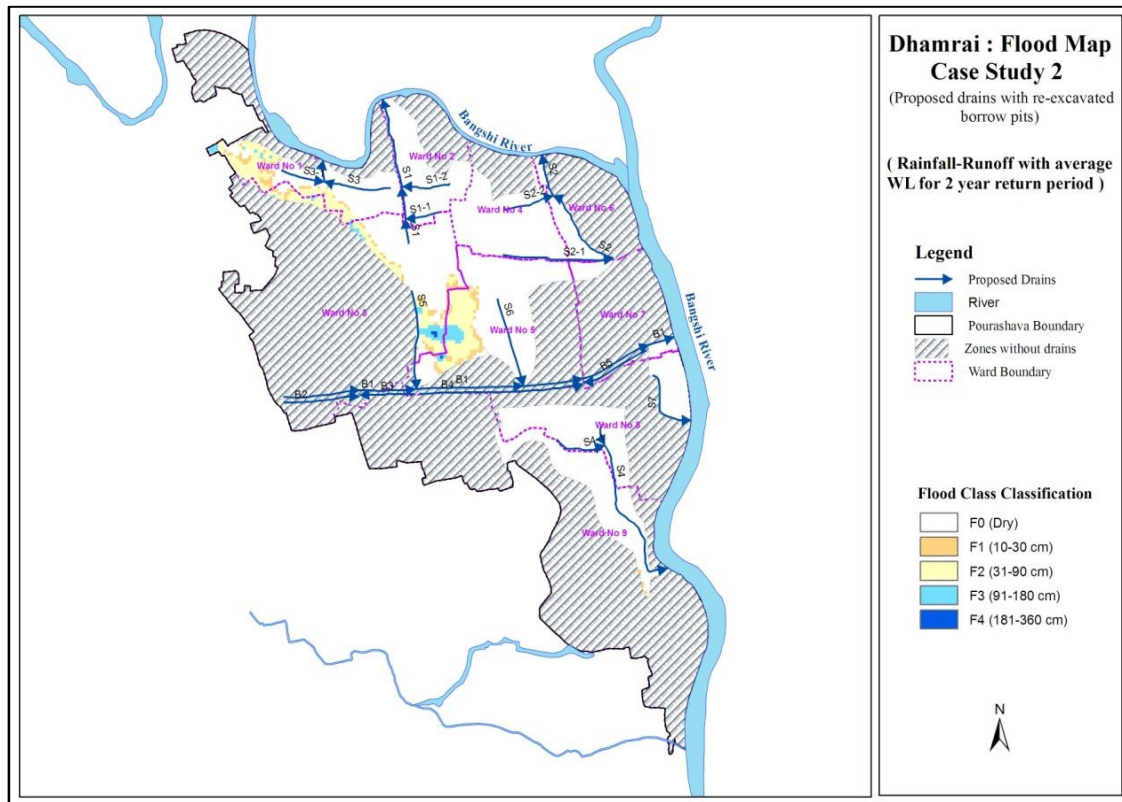 Dhamrai : Flood Map
Case Study 2
(Proposed drains with re-excavated
borrow pits)
( Rainfall-Runoff with average
WL for 2 year return period )
Legend
Proposed Drains
River
Pourashava Boundary
Zones without drains
Ward Boundary
Flood Class Classification
F0 (Dry)
F1 (10-30 cm)
F2 (31-90 cm)
F3 (91-180 cm)
F4 (181-360 cm)
N
Bangshi River
Ward No 1
Ward No 2
S3-1
S3
S1
S1-2
S2
S2-2
S1-1
S1
Ward No 4
Ward No 6
S2
S2-1
Ward No 3
S5
S6
Ward No 5
Ward No 7
Bangshi River
B1
B5
B2
B1
B3
B4
B1
S7
Ward No 8
S4
Ward No 9